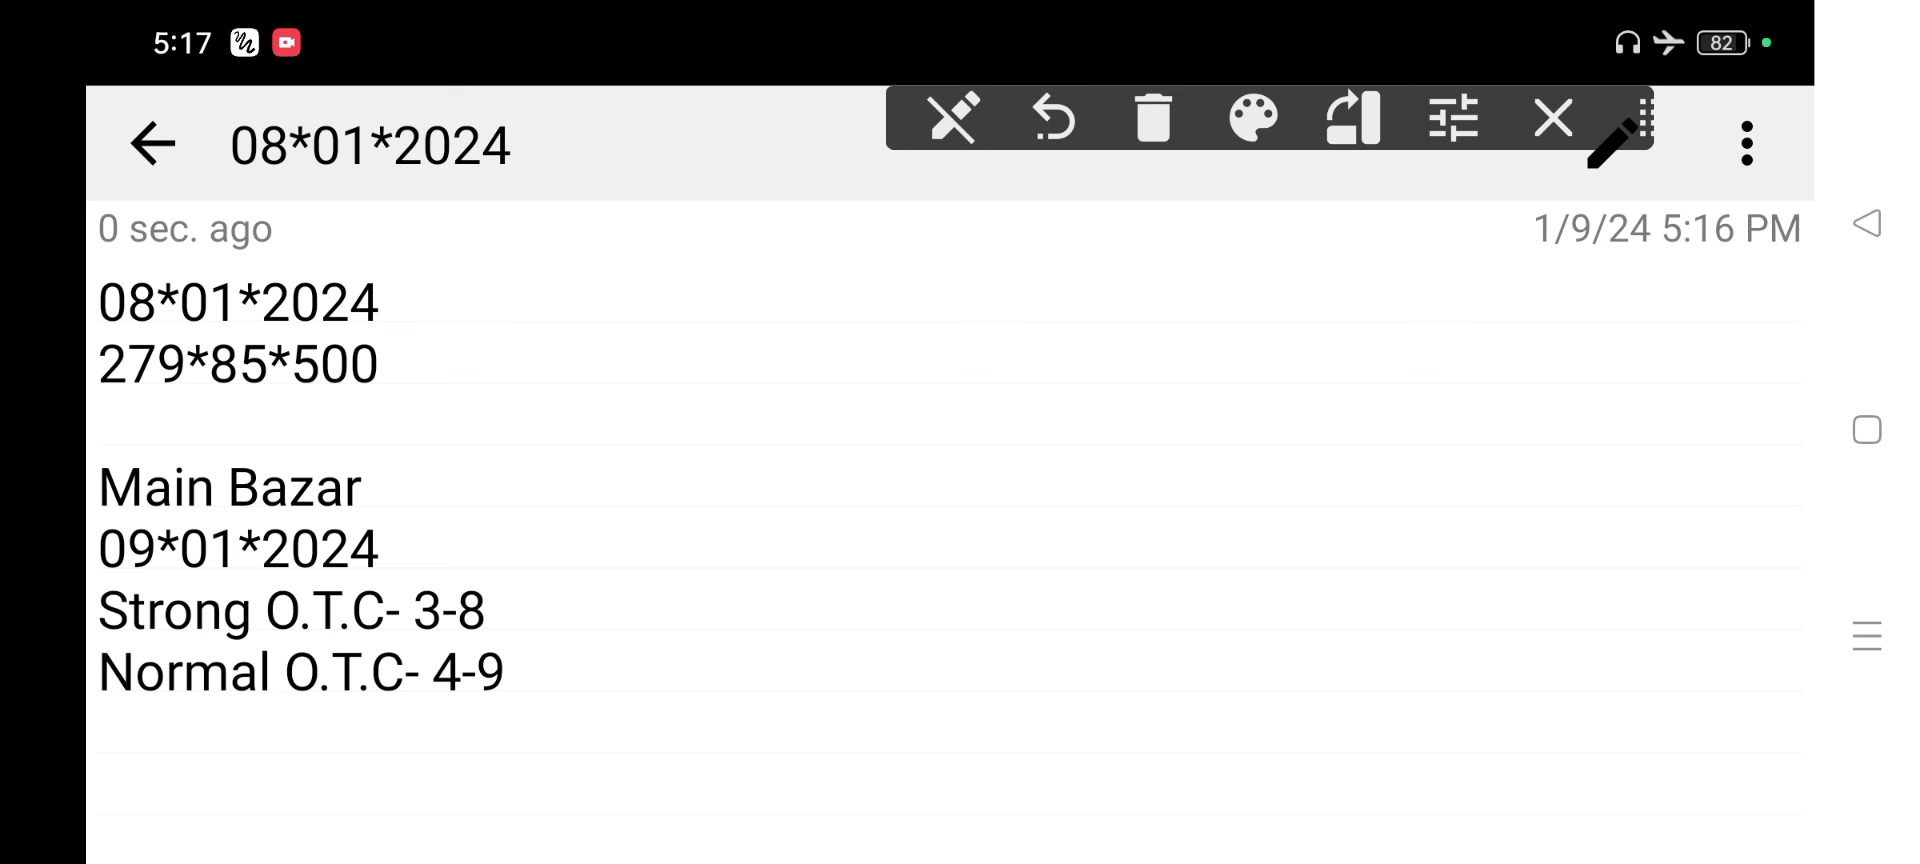 5:17
82
08*01*2024
0 sec. ago
1/9/24 5:16 PM
08*01*2024
279*85*500
Main Bazar
09*01*2024
Strong O.T.C- 3-8
Normal O.T.C- 4-9